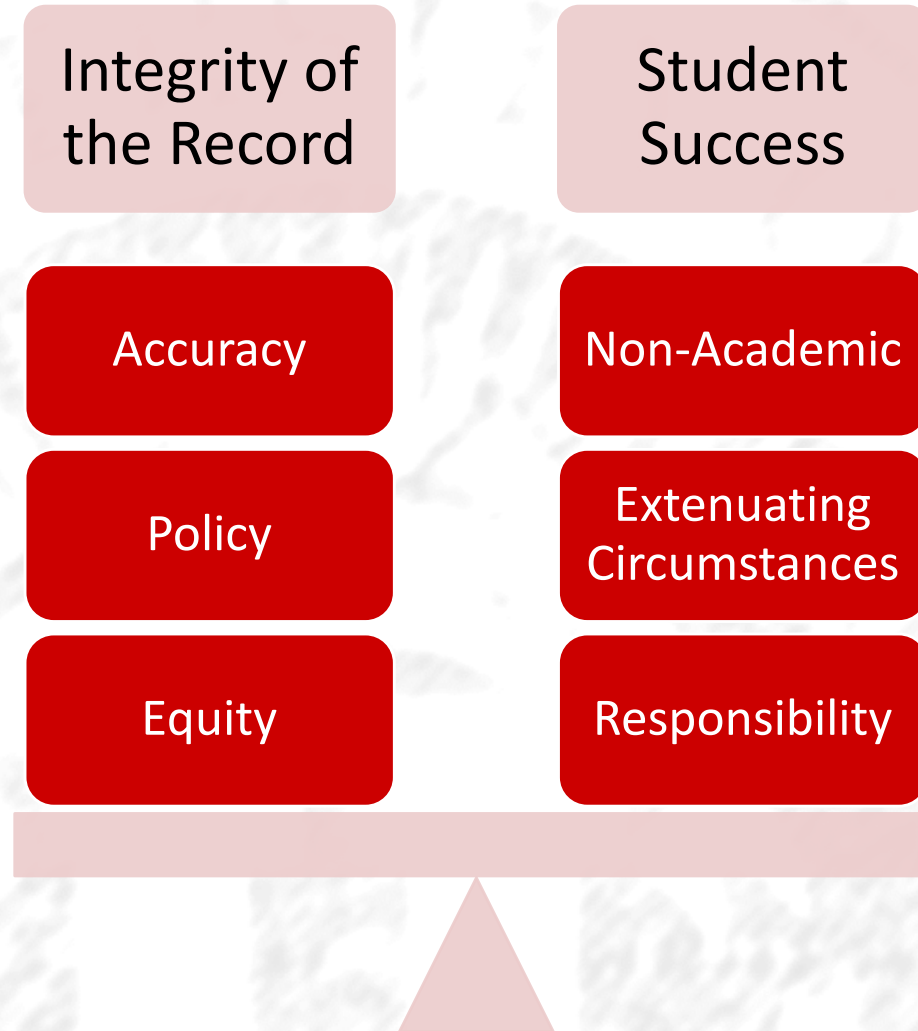 Integrity of
the Record
Student
Success
Accuracy
Non-Academic
Policy
Extenuating
Circumstances
Equity
Responsibility